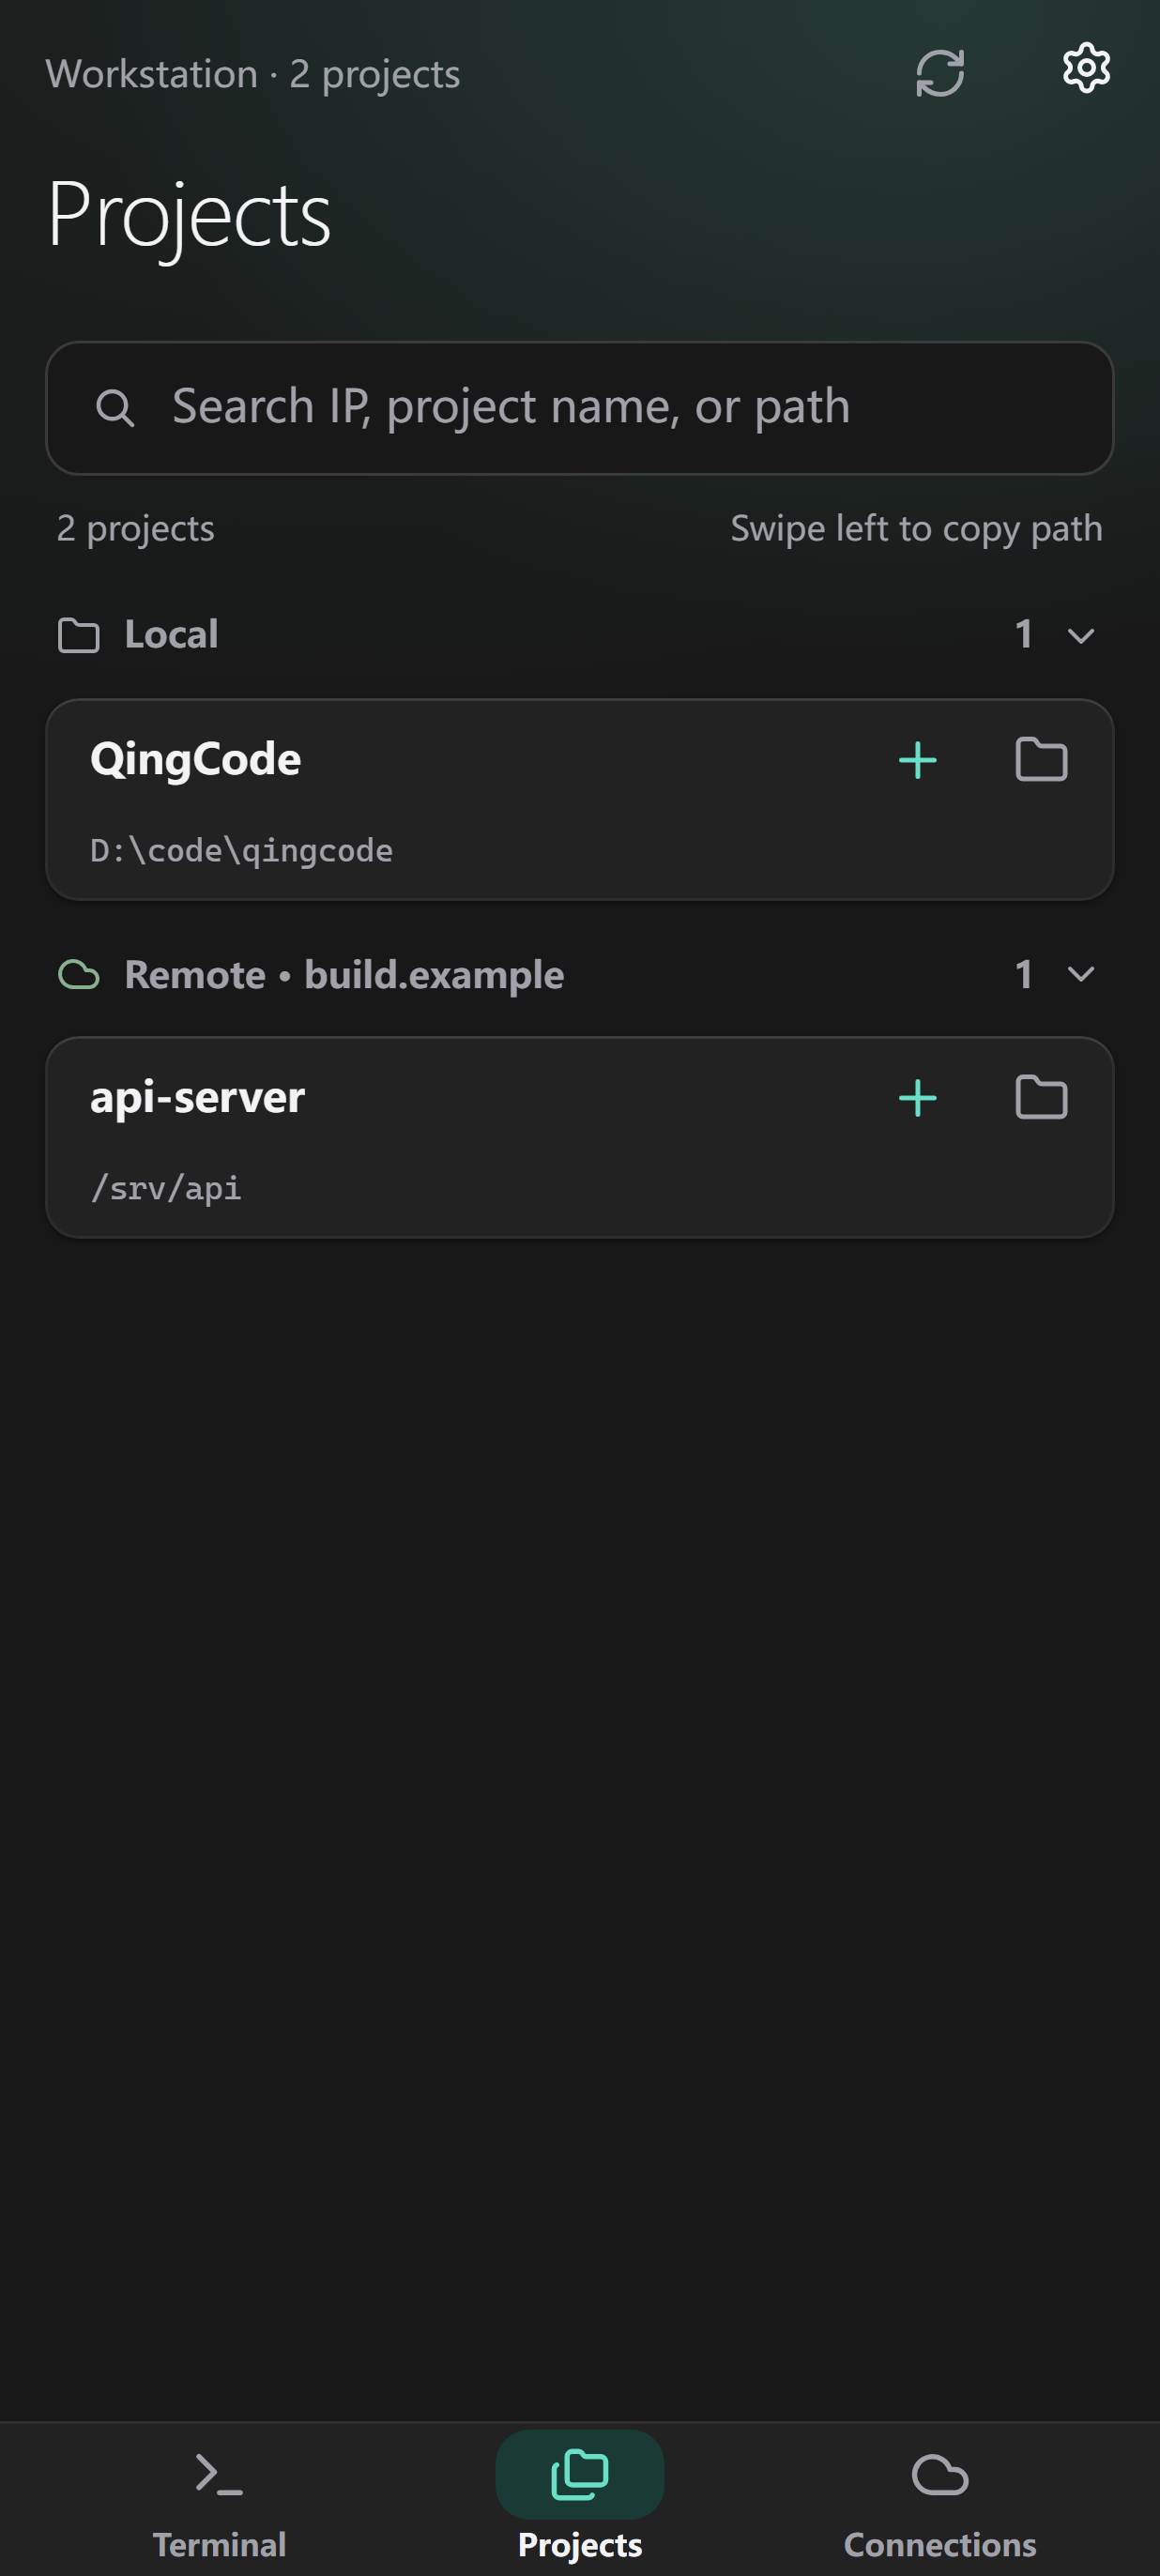 Workstation · 2 projects
Projects
Search IP, project name, or path
2 projects
Swipe left to copy path
Local
1
QingCode
D:\code\qingcode
Remote • build.example
1
api-server
/srv/api
Terminal
Projects
Connections